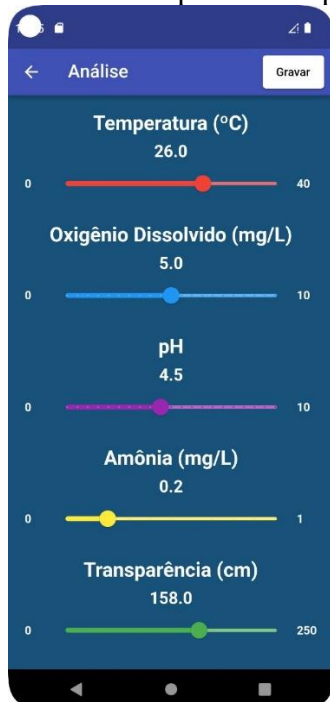 Análise
Gravar
Temperatura (ºC)
26.0
0 40
Oxigênio Dissolvido (mg/L)
5.0
0 10
pH
4.5
0 10
Amônia (mg/L)
0.2
0 1
Transparência (cm)
158.0
0 250